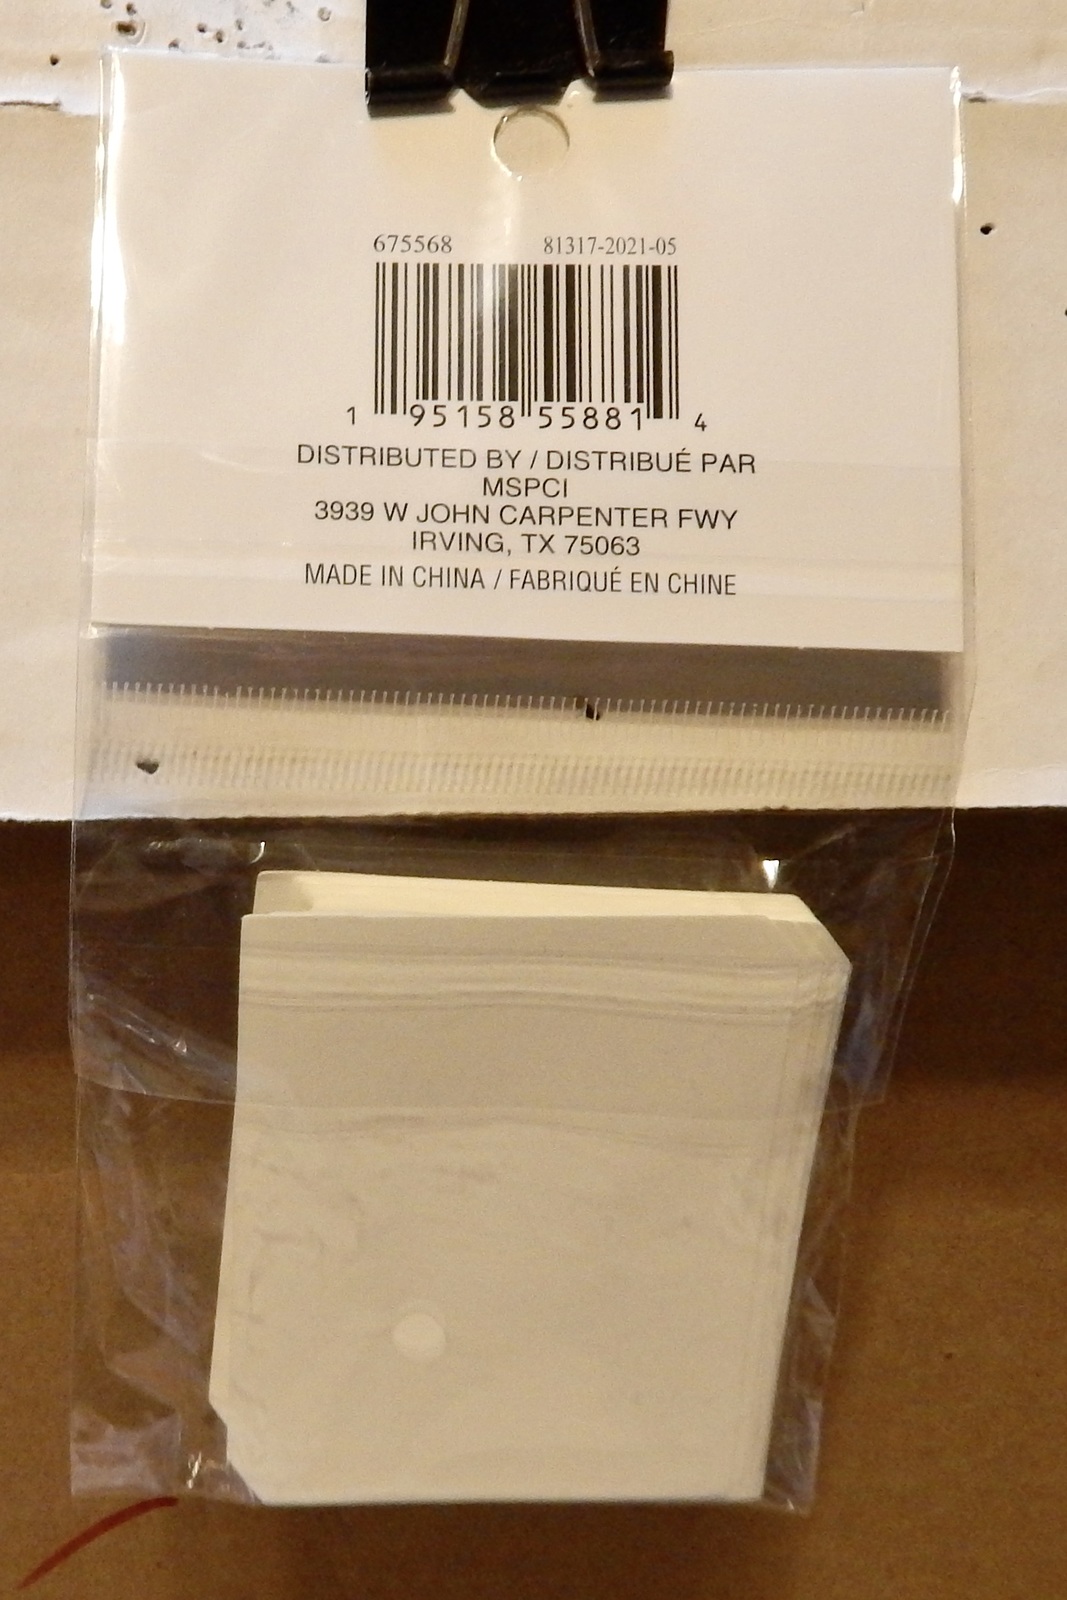 675568 81317-2021-05
1 95158 55881 4
DISTRIBUTED BY / DISTRIBUÉ PAR
MSPCI
3939 W JOHN CARPENTER FWY
IRVING, TX 75063
MADE IN CHINA / FABRIQUÉ EN CHINE